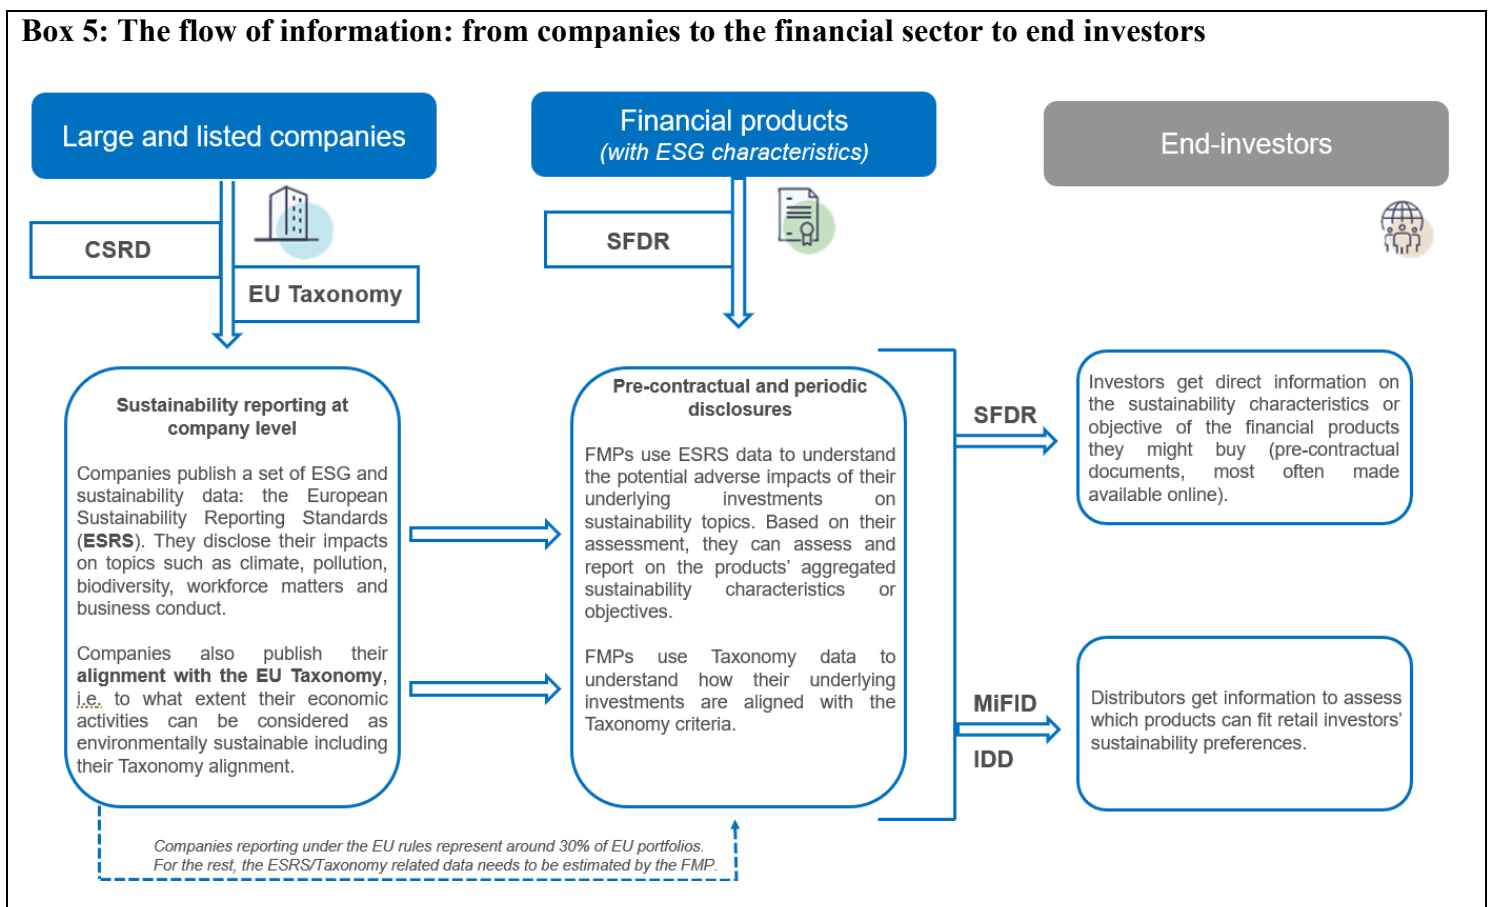 Box 5: The flow of information: from companies to the financial sector to end investors
Large and listed companies
Financial products
(with ESG characteristics)
End-investors
CSRD
EU Taxonomy
SFDR
Sustainability reporting at
company level
Companies publish a set of ESG and
sustainability data: the European
Sustainability Reporting Standards
(ESRS). They disclose their impacts
on topics such as climate, pollution,
biodiversity, workforce matters and
business conduct.
Companies also publish their
alignment with the EU Taxonomy,
i.e. to what extent their economic
activities can be considered as
environmentally sustainable including
their Taxonomy alignment.
Pre-contractual and periodic
disclosures
FMPs use ESRS data to understand
the potential adverse impacts of their
underlying investments on
sustainability topics. Based on their
assessment, they can assess and
report on the products' aggregated
sustainability characteristics or
objectives.
FMPs use Taxonomy data to
understand how their underlying
investments are aligned with the
Taxonomy criteria.
SFDR
Investors get direct information on
the sustainability characteristics or
objective of the financial products
they might buy (pre-contractual
documents, most often made
available online).
MiFID
IDD
Distributors get information to assess
which products can fit retail investors'
sustainability preferences.
Companies reporting under the EU rules represent around 30% of EU portfolios.
For the rest, the ESRS/Taxonomy related data needs to be estimated by the FMP.